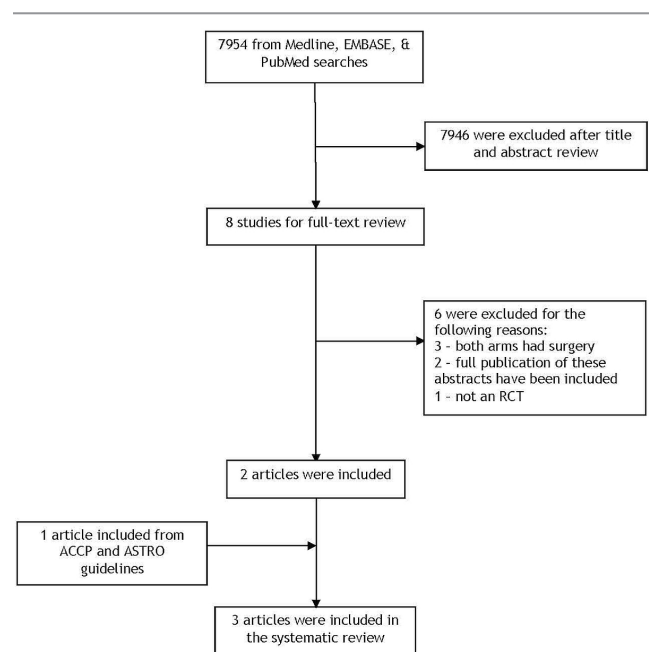 7954 from Medline, EMBASE, &
PubMed searches
7946 were excluded after title
and abstract review
8 studies for full-text review
6 were excluded for the
following reasons:
3 - both arms had surgery
2 - full publication of these
abstracts have been included
1 - not an RCT
2 articles were included
1 article included from
ACCP and ASTRO
guidelines
3 articles were included in
the systematic review